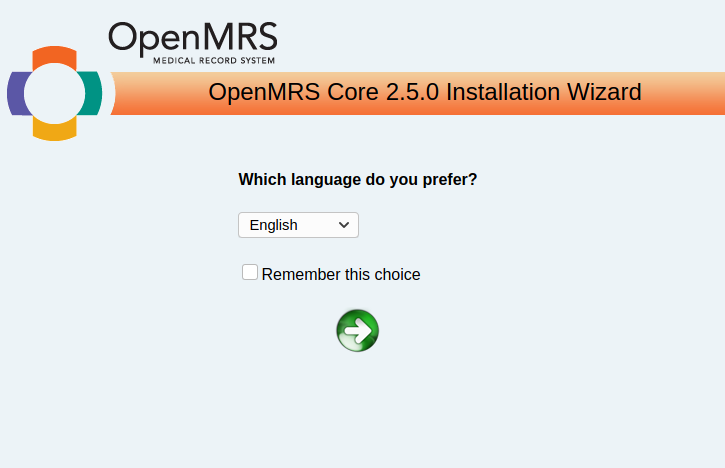 OpenMRS
MEDICAL RECORD SYSTEM
OpenMRS Core 2.5.0 Installation Wizard
Which language do you prefer?
English
Remember this choice